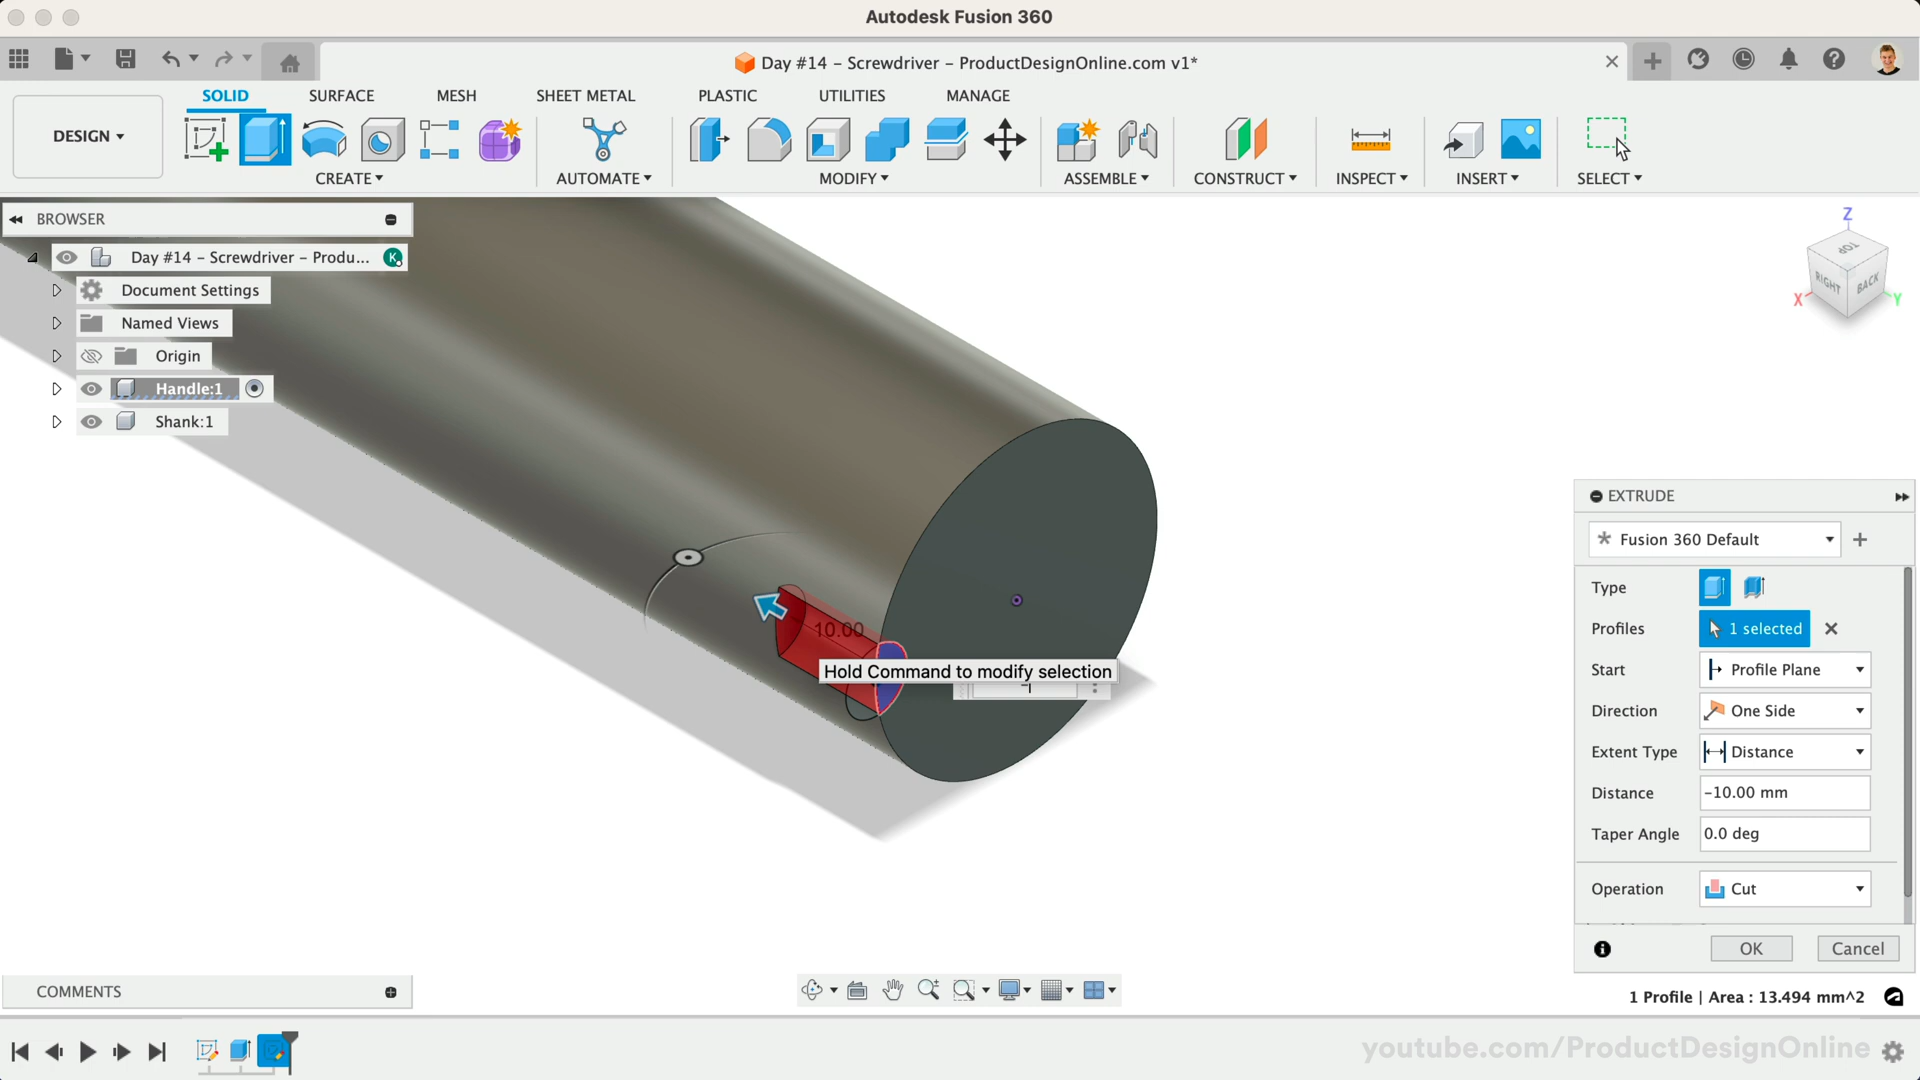 Autodesk Fusion 360
Day #14 - Screwdriver - ProductDesignOnline.com v1*
SOLID
SURFACE
MESH
SHEET METAL
PLASTIC
UTILITIES
MANAGE
DESIGN
CREATE
AUTOMATE
MODIFY
ASSEMBLE
CONSTRUCT
INSPECT
INSERT
SELECT
BROWSER
Day #14 - Screwdriver - Produ...
K
Document Settings
Named Views
Origin
Handle:1
Shank:1
Z
TOP
RIGHT
BACK
X
Y
10.00
Hold Command to modify selection
EXTRUDE
* Fusion 360 Default
Type
Profiles
1 selected
Start
Profile Plane
Direction
One Side
Extent Type
Distance
Distance
-10.00 mm
Taper Angle
0.0 deg
Operation
Cut
OK
Cancel
COMMENTS
1 Profile | Area : 13.494 mm^2
youtube.com/ProductDesignOnline